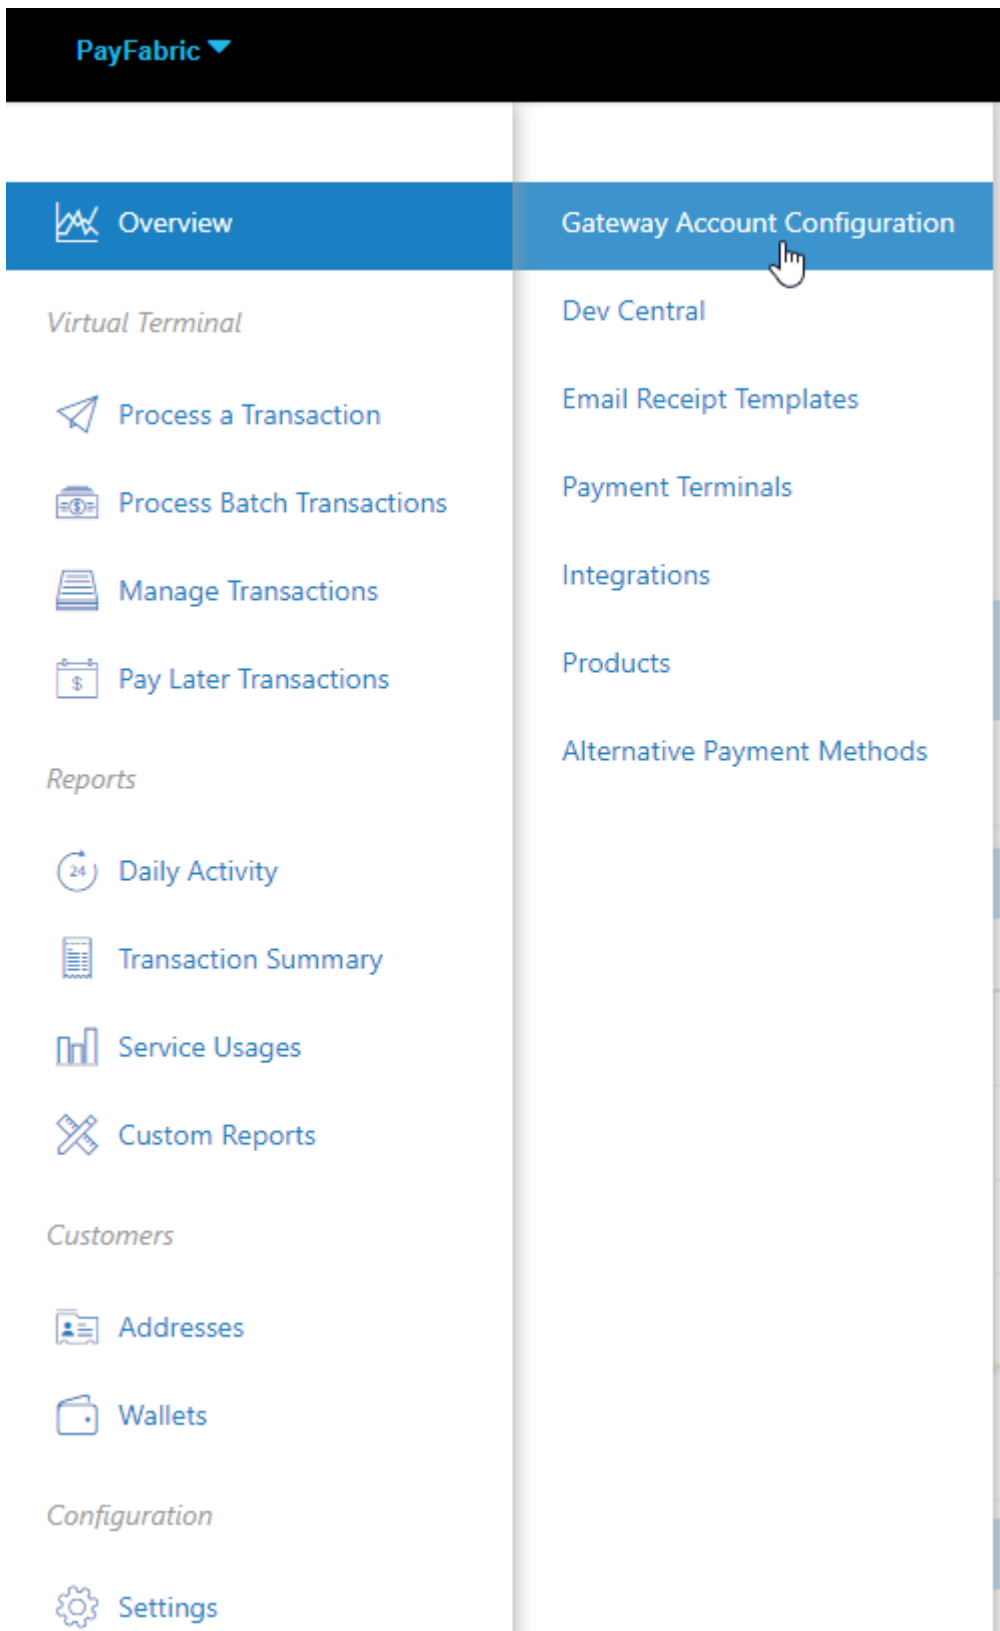 PayFabric
Overview
Virtual Terminal
Process a Transaction
Process Batch Transactions
Manage Transactions
Pay Later Transactions
Reports
24
Daily Activity
Transaction Summary
Service Usages
Custom Reports
Customers
Addresses
Wallets
Configuration
Settings
Gateway Account Configuration
Dev Central
Email Receipt Templates
Payment Terminals
Integrations
Products
Alternative Payment Methods